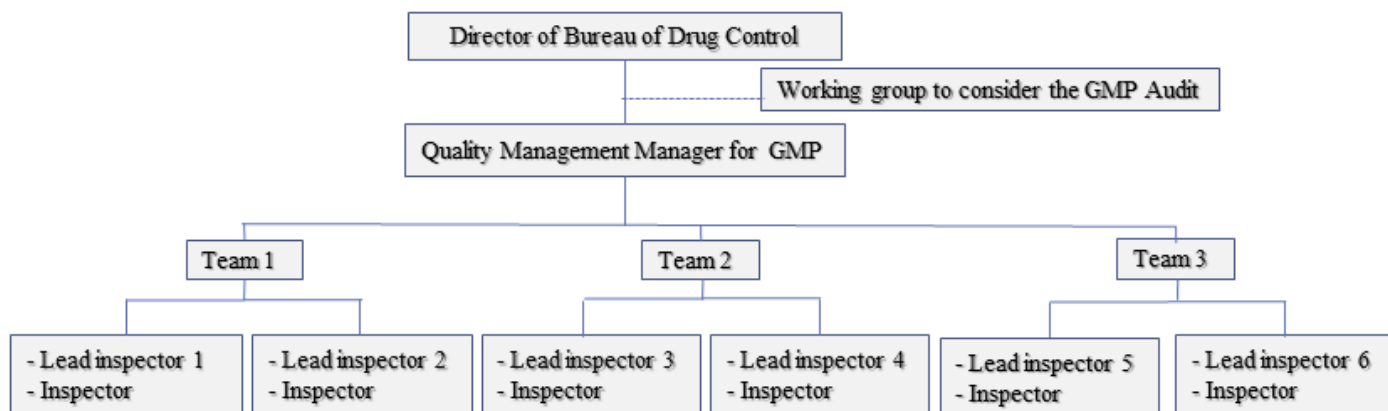 Director of Bureau of Drug Control
Working group to consider the GMP Audit
Quality Management Manager for GMP
Team 1
Team 2
Team 3
- Lead inspector 1
- Inspector
- Lead inspector 2
- Inspector
- Lead inspector 3
- Inspector
- Lead inspector 4
- Inspector
- Lead inspector 5
- Inspector
- Lead inspector 6
- Inspector